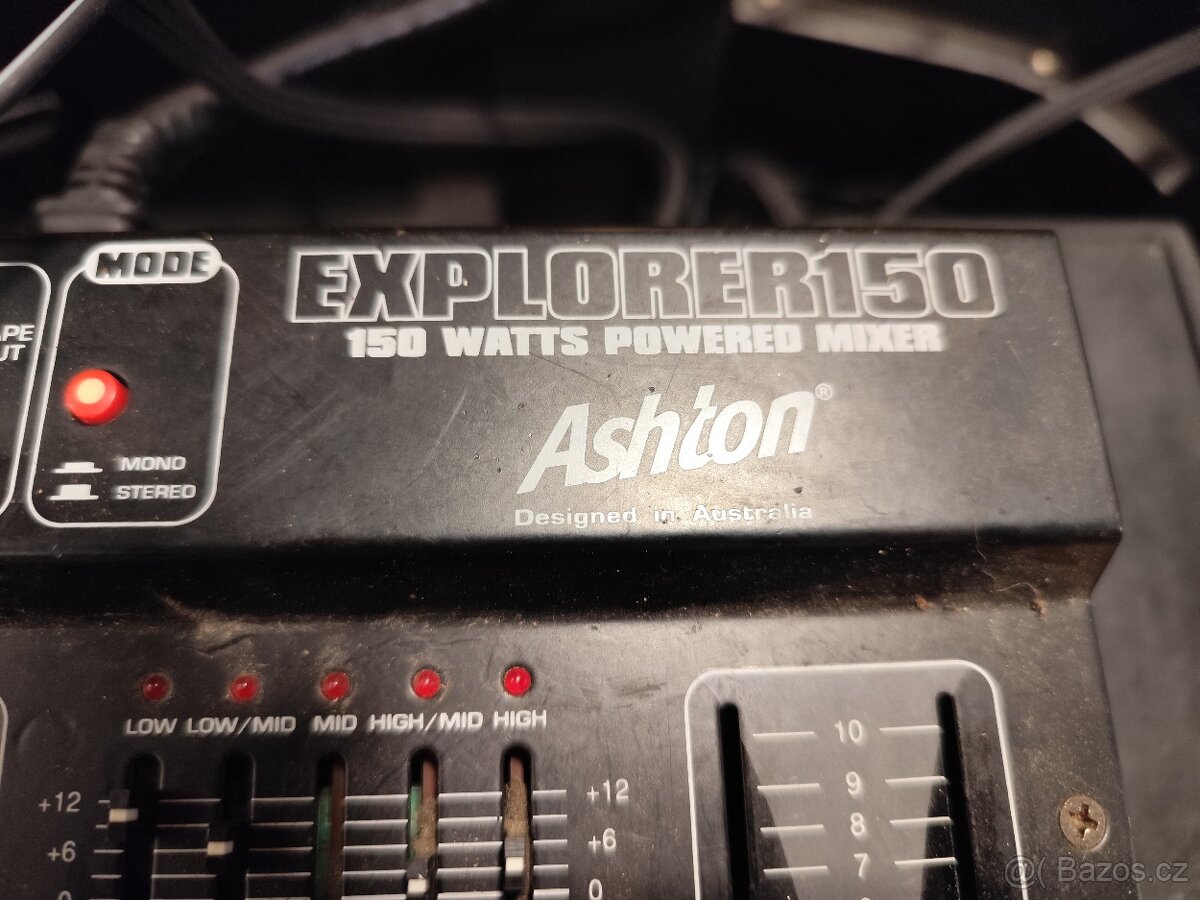 MODE
EXPLORER150
150 WATTS POWERED MIXER
Ashton®
Designed in Australia
MONO
STEREO
LOW LOW/MID MID HIGH/MID HIGH
+12 +12
+6 +6
0 0
10
9
8
7
© Bazos.cz